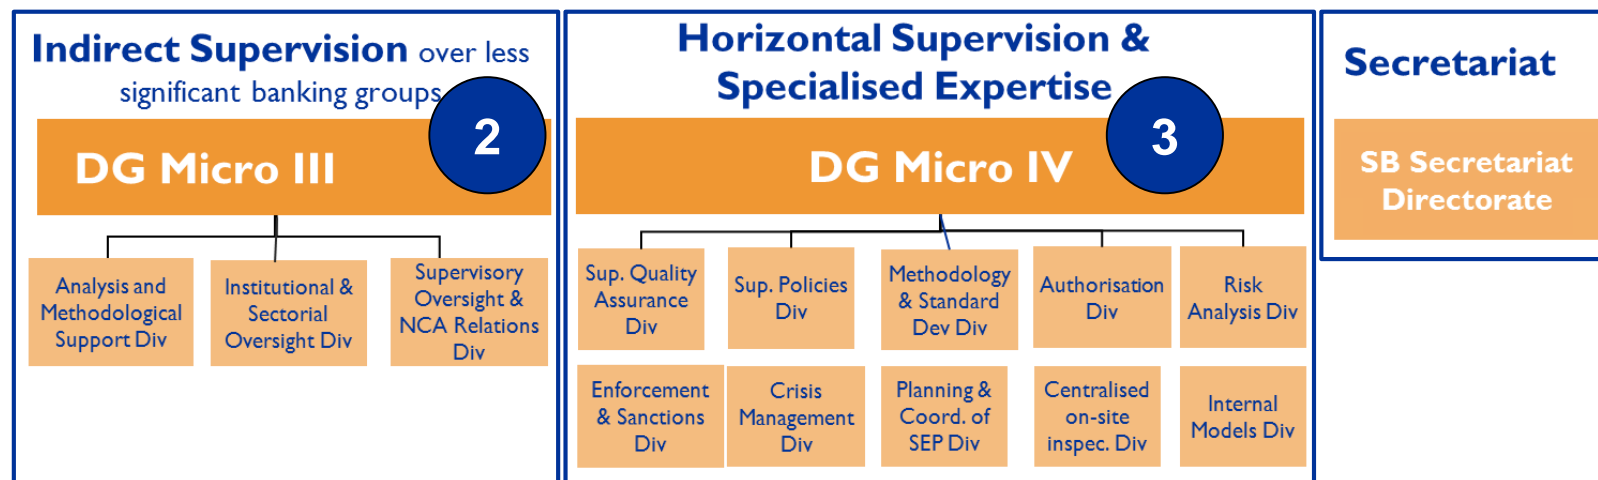 Indirect Supervision over less
significant banking groups
2
DG Micro III
Analysis and
Methodological
Support Div
Institutional &
Sectorial
Oversight Div
Supervisory
Oversight &
NCA Relations
Div
Horizontal Supervision &
Specialised Expertise
3
DG Micro IV
Sup. Quality
Assurance
Div
Sup. Policies
Div
Methodology
& Standard
Dev Div
Authorisation
Div
Risk
Analysis Div
Enforcement
& Sanctions
Div
Crisis
Management
Div
Planning &
Coord. of
SEP Div
Centralised
on-site
inspec. Div
Internal
Models Div
Secretariat
SB Secretariat
Directorate